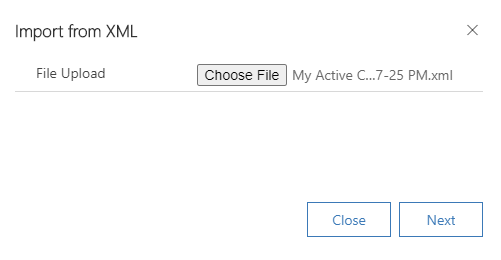 Import from XML
File Upload Choose File My Active C...7-25 PM.xml
Close Next